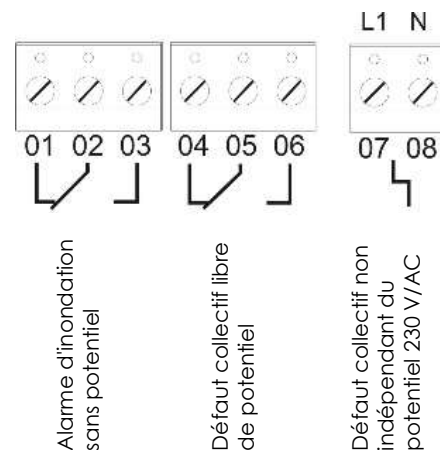 L1 N
01 02 03 04 05 06 07 08
Alarme d'inondation
sans potentiel
Défaut collectif libre
de potentiel
Défaut collectif non
indépendant du
potentiel 230 V/AC